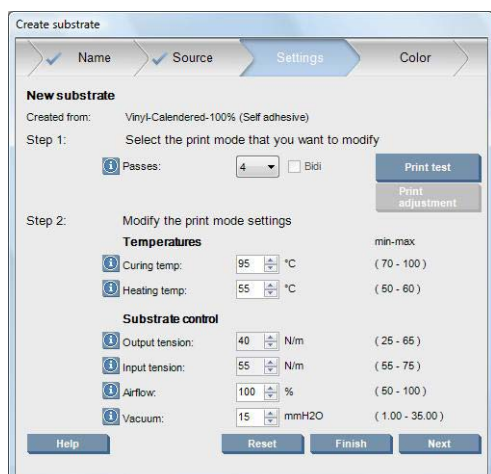 Create substrate
Name Source Settings Color
New substrate
Created from: Vinyl-Calendered-100% (Self adhesive)
Step 1: Select the print mode that you want to modify
Passes: 4 Bidi Print test
Print
adjustment
Step 2: Modify the print mode settings
Temperatures min-max
Curing temp: 95 °C ( 70 - 100 )
Heating temp: 55 °C ( 50 - 60 )
Substrate control
Output tension: 40 N/m ( 25 - 65 )
Input tension: 55 N/m ( 55 - 75 )
Airflow: 100 % ( 50 - 100 )
Vacuum: 15 mmH2O ( 1.00 - 35.00 )
Help Reset Finish Next